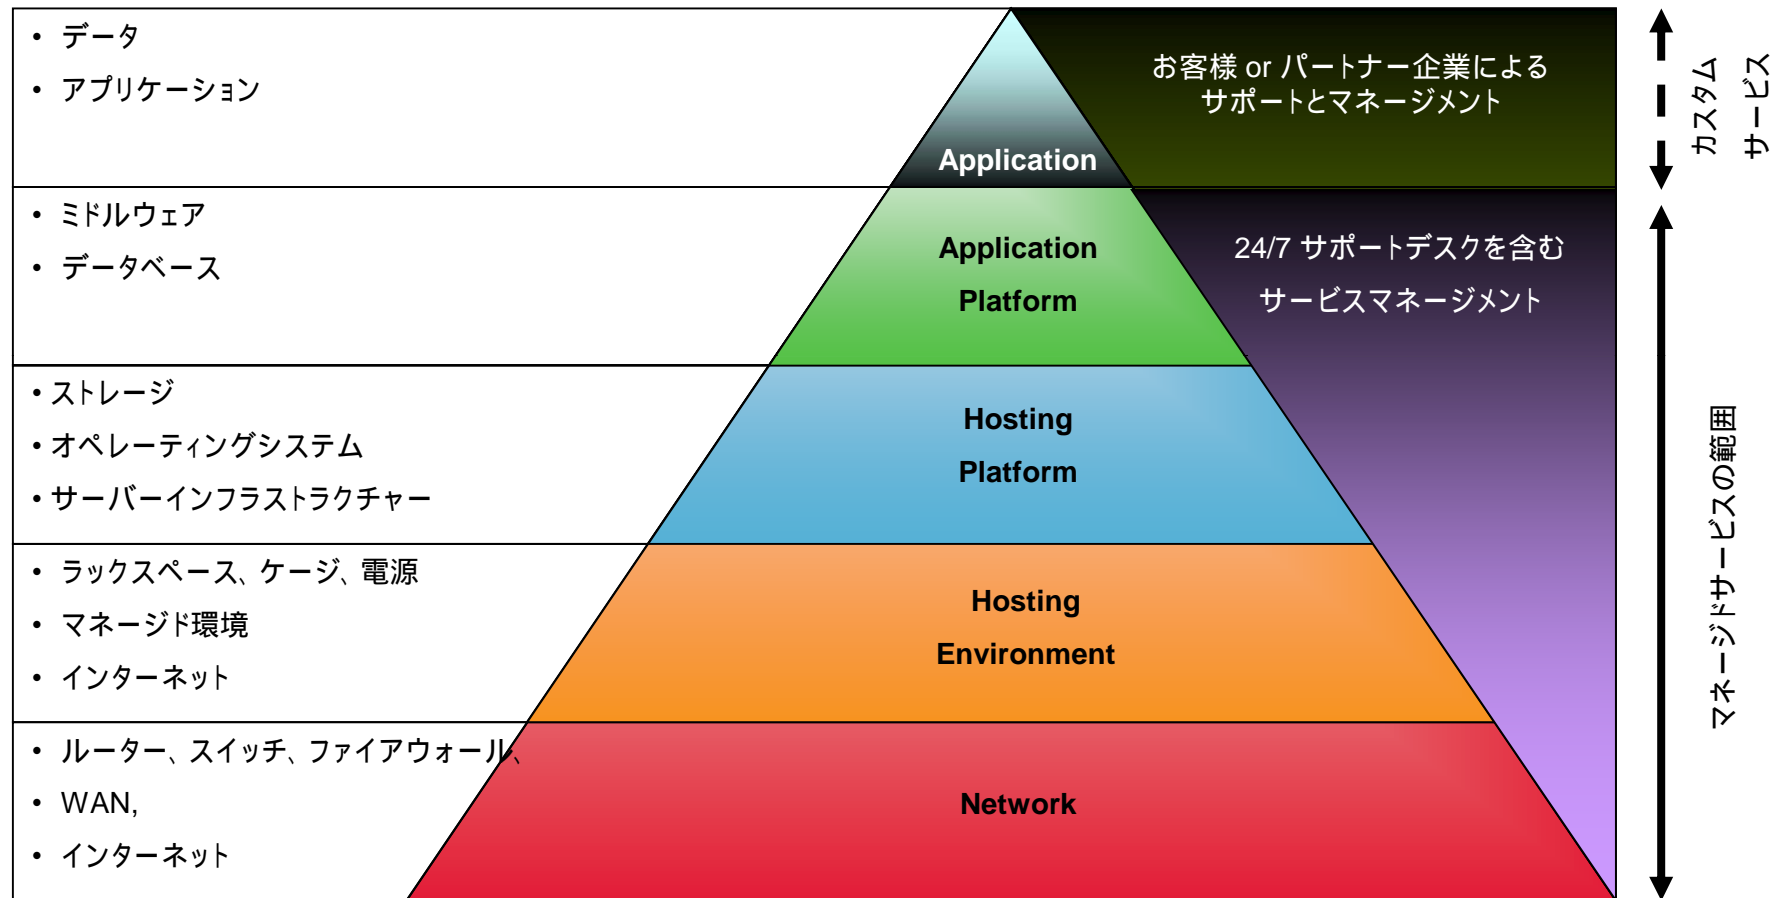 • データ
• アプリケーション
Application
お客様 or パートナー企業による
サポートとマネージメント
カスタム
サービス
• ミドルウェア
• データベース
Application
Platform
24/7 サポートデスクを含む
サービスマネージメント
• ストレージ
• オペレーティングシステム
• サーバーインフラストラクチャー
Hosting
Platform
マネージドサービスの範囲
• ラックスペース、ケージ、電源
• マネージド環境
• インターネット
Hosting
Environment
• ルーター、スイッチ、ファイアウォール、
• WAN,
• インターネット
Network